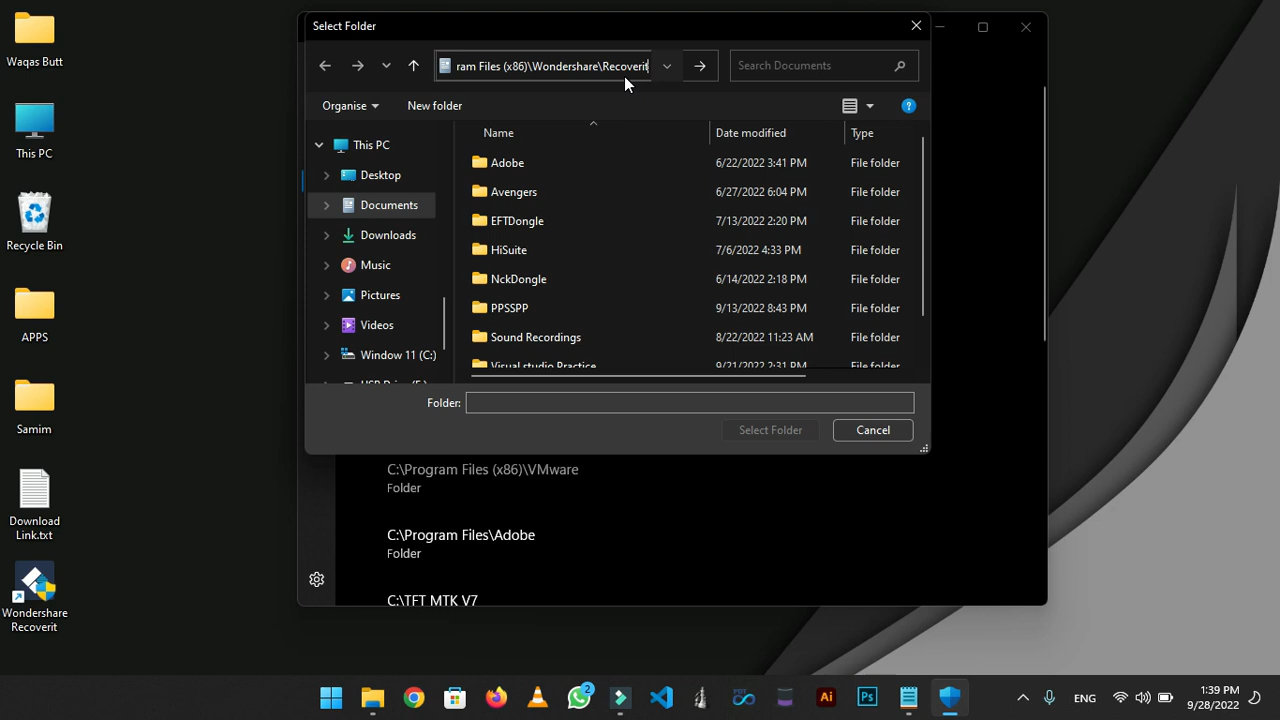 Select Folder
ram Files (x86)\Wondershare\Recoverit
Search Documents
Organise
New folder
?
Name
Date modified
Type
This PC
Desktop
Documents
Downloads
Music
Pictures
Videos
Window 11 (C:)
USB Drive (E:)
Adobe 6/22/2022 3:41 PM File folder
Avengers 6/27/2022 6:04 PM File folder
EFTDongle 7/13/2022 2:20 PM File folder
HiSuite 7/6/2022 4:33 PM File folder
NckDongle 6/14/2022 2:18 PM File folder
PPSSPP 9/13/2022 8:43 PM File folder
Sound Recordings 8/22/2022 11:23 AM File folder
Visual studio Practice 9/21/2022 2:31 PM File folder
Folder:
Select Folder
Cancel
C:\Program Files (x86)\VMware
Folder
C:\Program Files\Adobe
Folder
C:\TFT MTK V7
Waqas Butt
This PC
Recycle Bin
APPS
Samim
Download
Link.txt
Wondershare
Recoverit
2
Ai
Ps
ENG
1:39 PM
9/28/2022